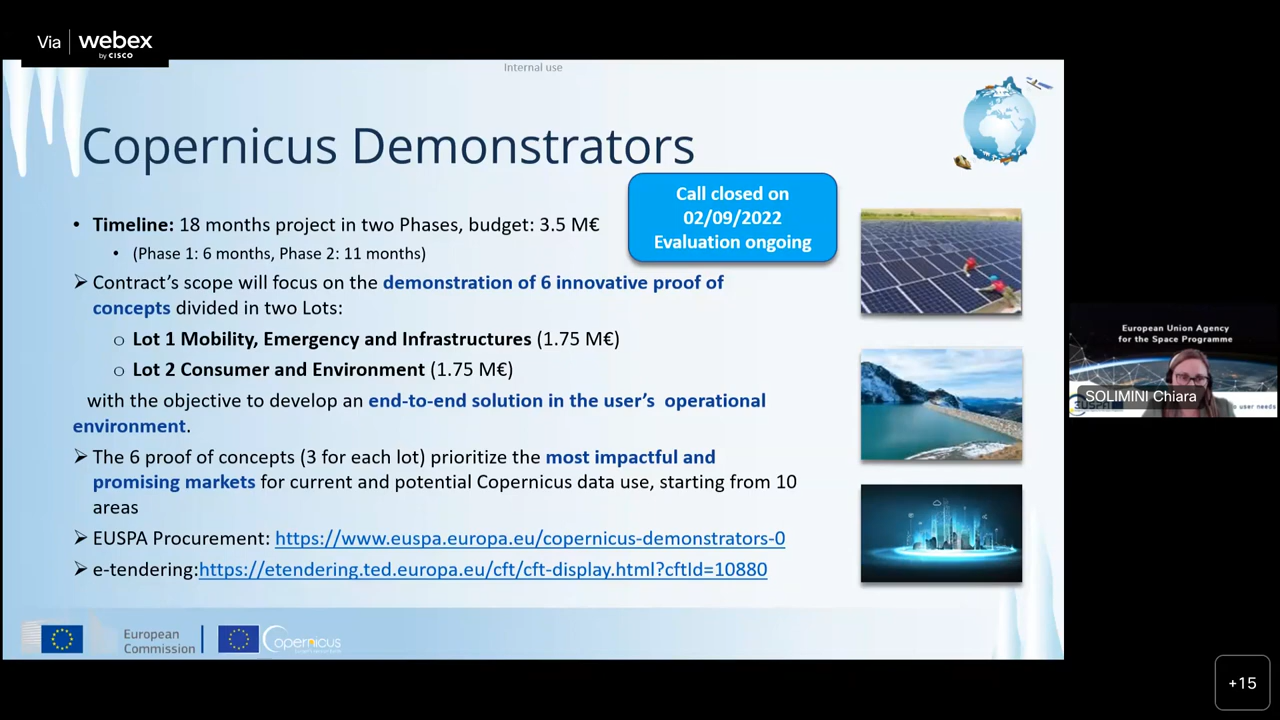 Via webex
by CISCO
Internal use
Copernicus Demonstrators
Call closed on
02/09/2022
Evaluation ongoing
• Timeline: 18 months project in two Phases, budget: 3.5 M€
• (Phase 1: 6 months, Phase 2: 11 months)
Contract’s scope will focus on the demonstration of 6 innovative proof of
concepts divided in two Lots:
o Lot 1 Mobility, Emergency and Infrastructures (1.75 M€)
o Lot 2 Consumer and Environment (1.75 M€)
with the objective to develop an end-to-end solution in the user’s operational
environment.
The 6 proof of concepts (3 for each lot) prioritize the most impactful and
promising markets for current and potential Copernicus data use, starting from 10
areas
EUSPA Procurement: https://www.euspa.europa.eu/copernicus-demonstrators-0
e-tendering:https://etendering.ted.europa.eu/cft/cft-display.html?cftId=10880
European
Commission
opernicus
European Union Agency
for the Space Programme
SOLIMINI Chiara
EUSPA
o user needs
+15